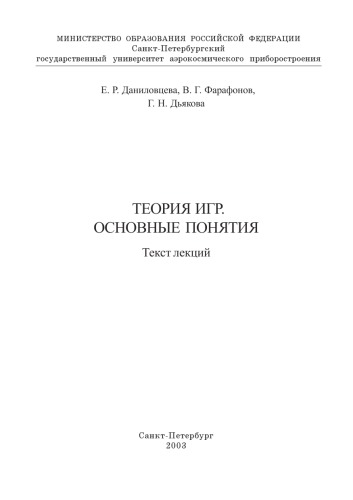 МИНИСТЕРСТВО ОБРАЗОВАНИЯ РОССИЙСКОЙ ФЕДЕРАЦИИ
Санкт-Петербургский
государственный университет аэрокосмического приборостроения
Е. Р. Даниловцева, В. Г. Фарафонов,
Г. Н. Дьякова
ТЕОРИЯ ИГР.
ОСНОВНЫЕ ПОНЯТИЯ
Текст лекций
Санкт-Петербург
2003